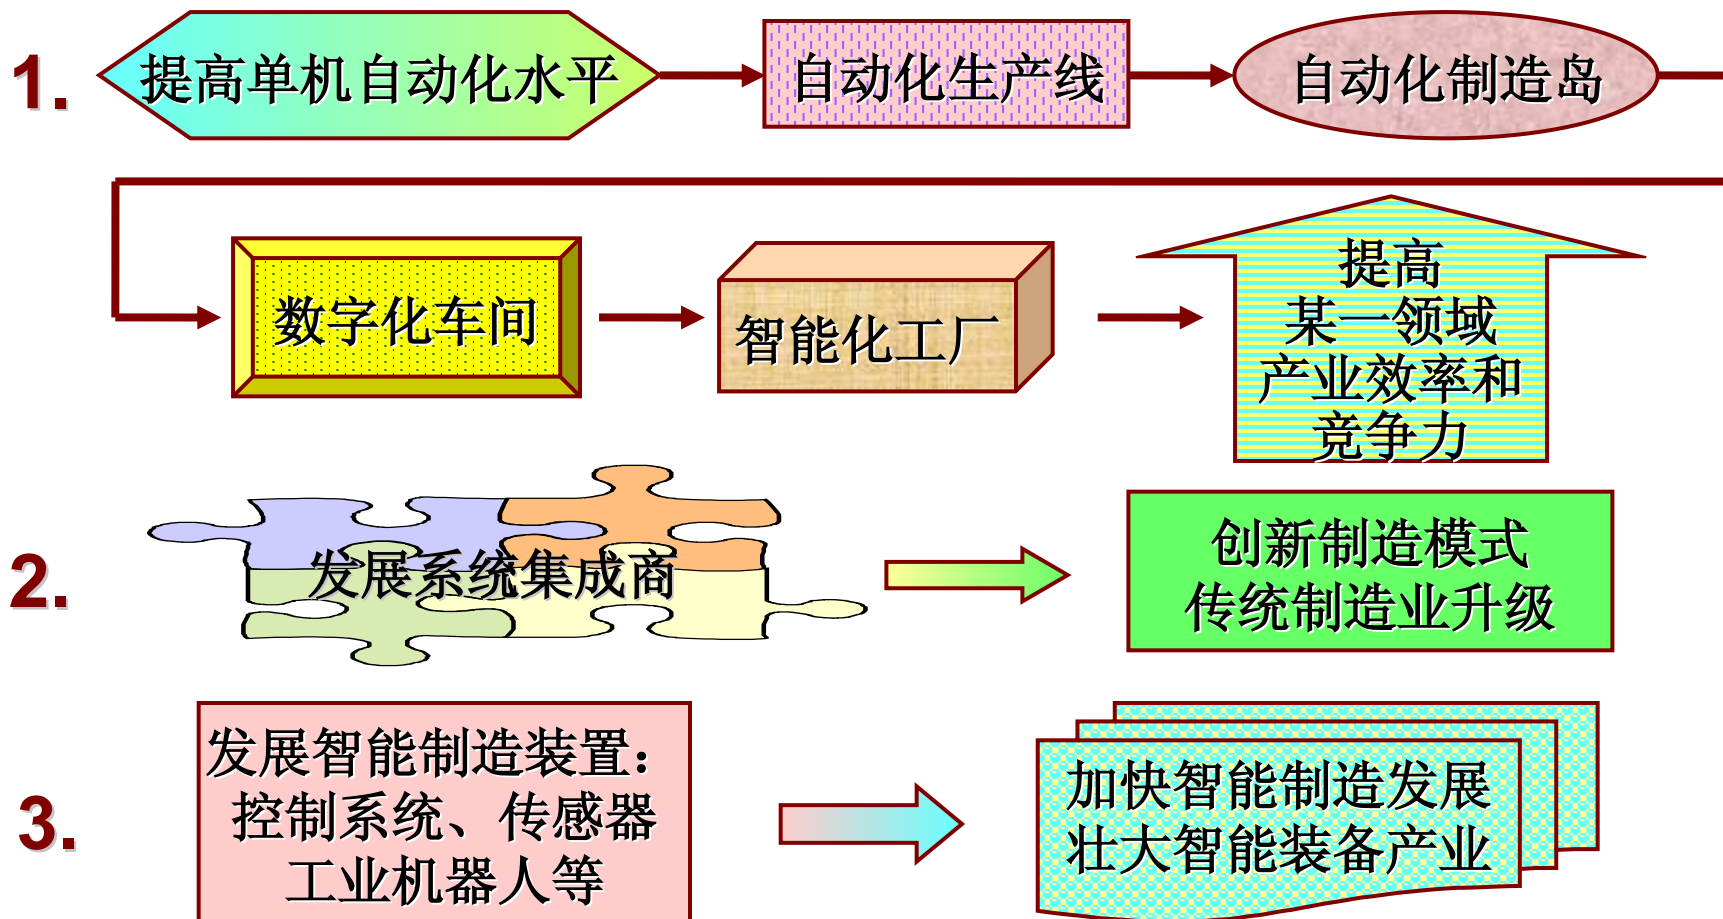 1.
提高单机自动化水平
自动化生产线
自动化制造岛
数字化车间
智能化工厂
提高
某一领域
产业效率和
竞争力
2.
发展系统集成商
创新制造模式
传统制造业升级
3.
发展智能制造装置：
控制系统、传感器
工业机器人等
加快智能制造发展
壮大智能装备产业